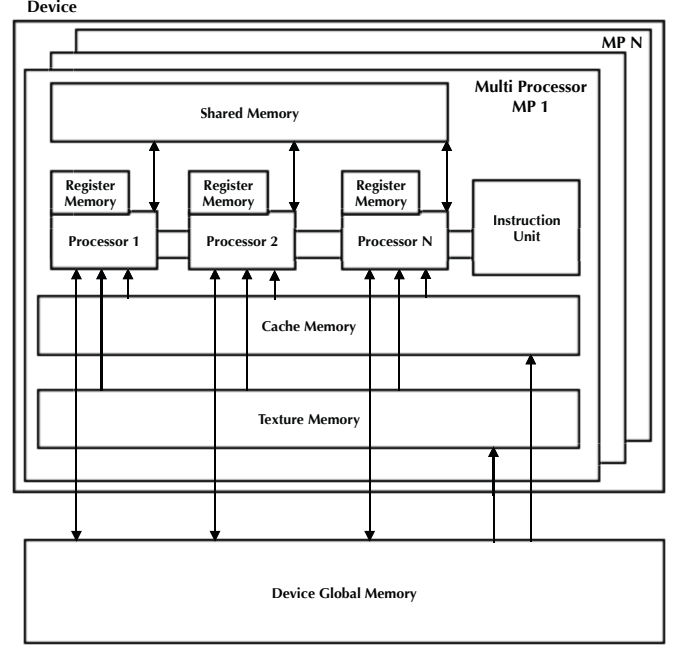 Device
MP N
Multi Processor
MP 1
Shared Memory
Register
Memory
Register
Memory
Register
Memory
Processor 1
Processor 2
Processor N
Instruction
Unit
Cache Memory
Texture Memory
Device Global Memory